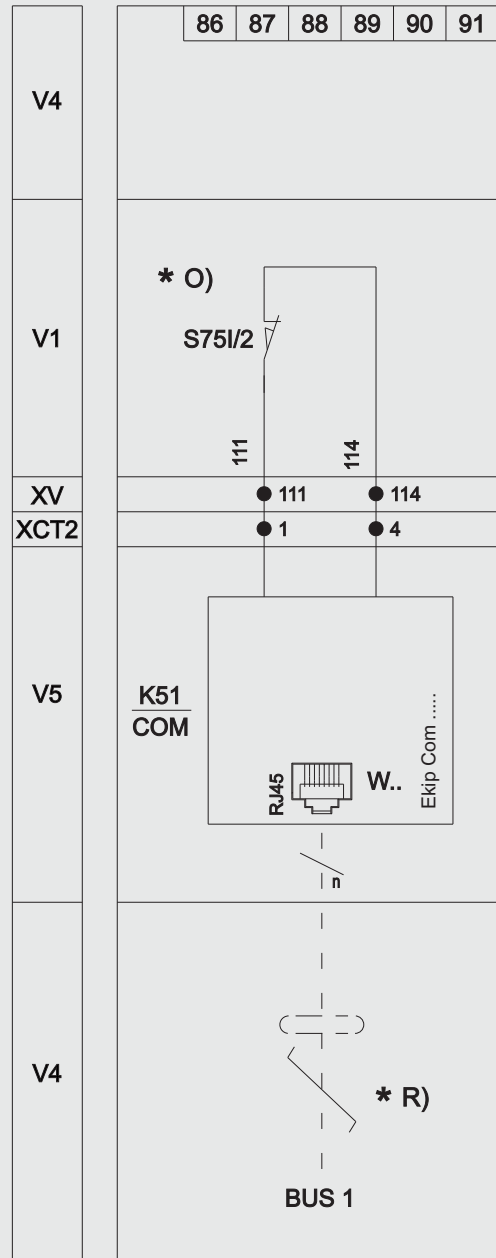 86 87 88 89 90 91
V4
* O)
V1
S75I/2
111 114
XV 111 114
XCT2 1 4
V5
K51
COM
RJ45
W..
Ekip Com .....
n
V4
* R)
BUS 1